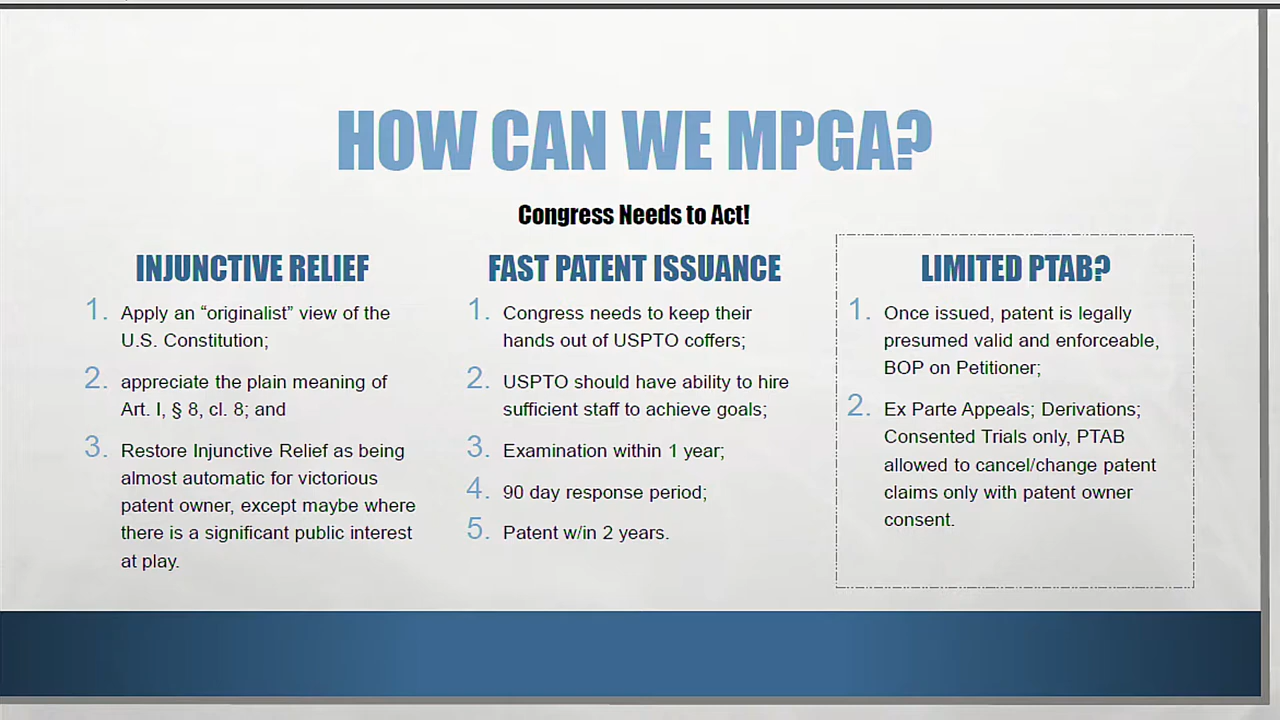 HOW CAN WE MPGA?
Congress Needs to Act!
INJUNCTIVE RELIEF
1. Apply an “originalist” view of the
U.S. Constitution;
2. appreciate the plain meaning of
Art. I, § 8, cl. 8; and
3. Restore Injunctive Relief as being
almost automatic for victorious
patent owner, except maybe where
there is a significant public interest
at play.
FAST PATENT ISSUANCE
1. Congress needs to keep their
hands out of USPTO coffers;
2. USPTO should have ability to hire
sufficient staff to achieve goals;
3. Examination within 1 year;
4. 90 day response period;
5. Patent w/in 2 years.
LIMITED PTAB?
1. Once issued, patent is legally
presumed valid and enforceable,
BOP on Petitioner;
2. Ex Parte Appeals; Derivations;
Consented Trials only, PTAB
allowed to cancel/change patent
claims only with patent owner
consent.